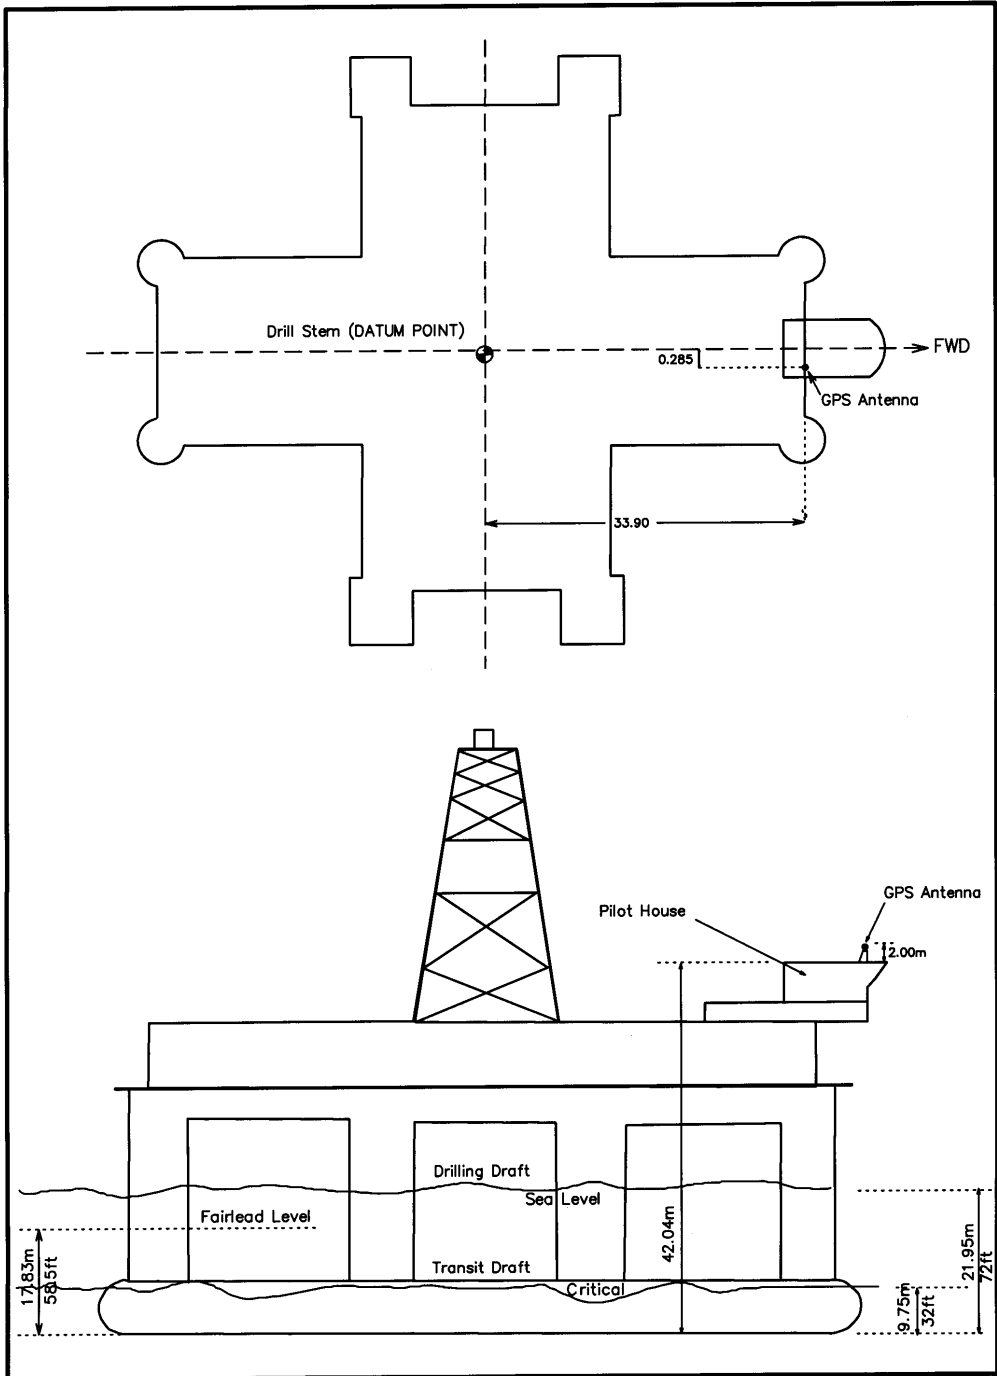 Drill Stem (DATUM POINT)
0.285
FWD
GPS Antenna
33.90
GPS Antenna
Pilot House
2.00m
Drilling Draft
Sea Level
Fairlead Level
42.04m
21.95m
72ft
17.83m
58.5ft
Transit Draft
Critical
9.75m
32ft